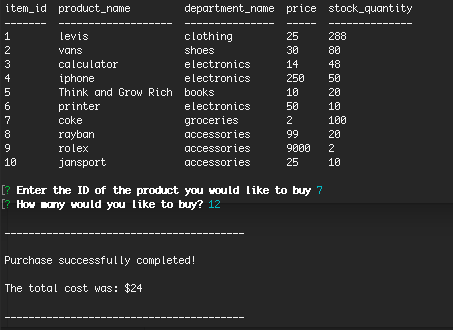 item_id  product_name        department_name  price  stock_quantity
-------  ------------------- ---------------  -----  --------------
1        levis               clothing         25     288
2        vans                shoes            30     80
3        calculator          electronics      14     48
4        iphone              electronics      250    50
5        Think and Grow Rich books            10     20
6        printer             electronics      50     10
7        coke                groceries        2      100
8        rayban              accessories      99     20
9        rolex               accessories      9000   2
10       jansport            accessories      25     10
[? Enter the ID of the product you would like to buy 7
[? How many would you like to buy? 12
----------------------------------------
Purchase successfully completed!
The total cost was: $24
----------------------------------------